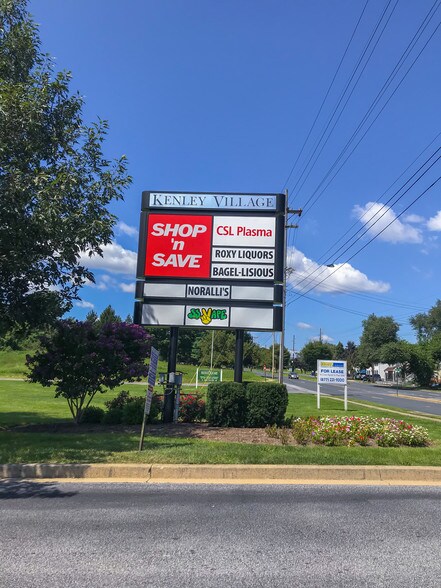 KENLEY VILLAGE
SHOP
'n
SAVE
CSL Plasma
ROXY LIQUORS
BAGEL-LISIOUS
NORALLI'S
FOR LEASE